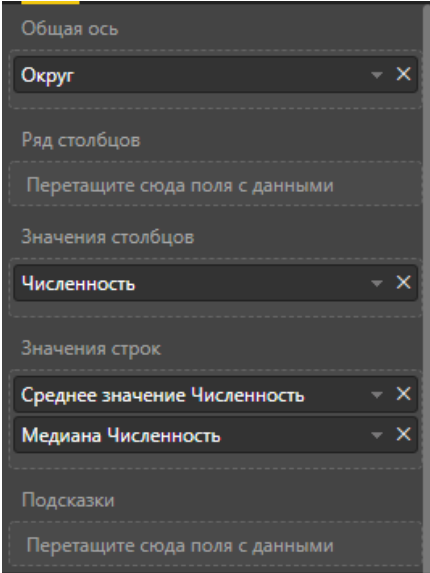 Общая ось
Округ
Ряд столбцов
Перетащите сюда поля с данными
Значения столбцов
Численность
Значения строк
Среднее значение Численность
Медиана Численность
Подсказки
Перетащите сюда поля с данными